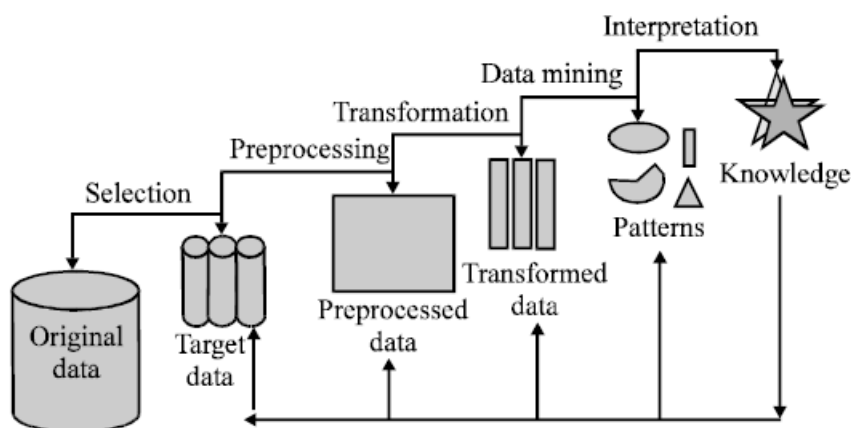 Interpretation
Data mining
Transformation
Preprocessing
Selection
Knowledge
Patterns
Transformed
data
Preprocessed
data
Target
data
Original
data